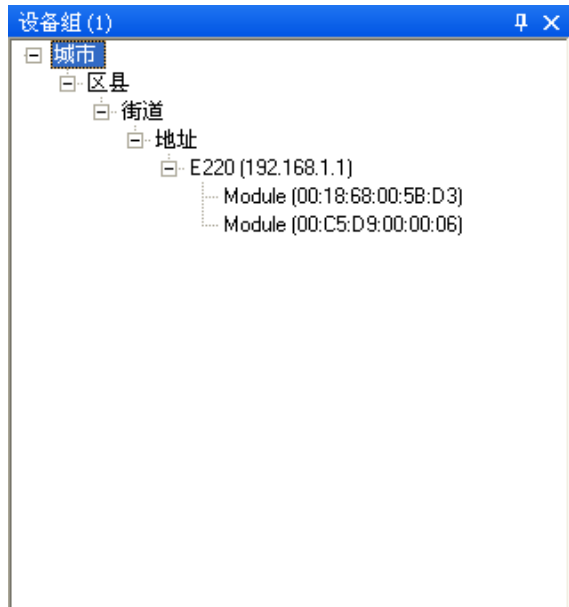 设备组 (1)
城市
区县
街道
地址
E220 (192.168.1.1)
Module (00:18:68:00:5B:D3)
Module (00:C5:D9:00:00:06)